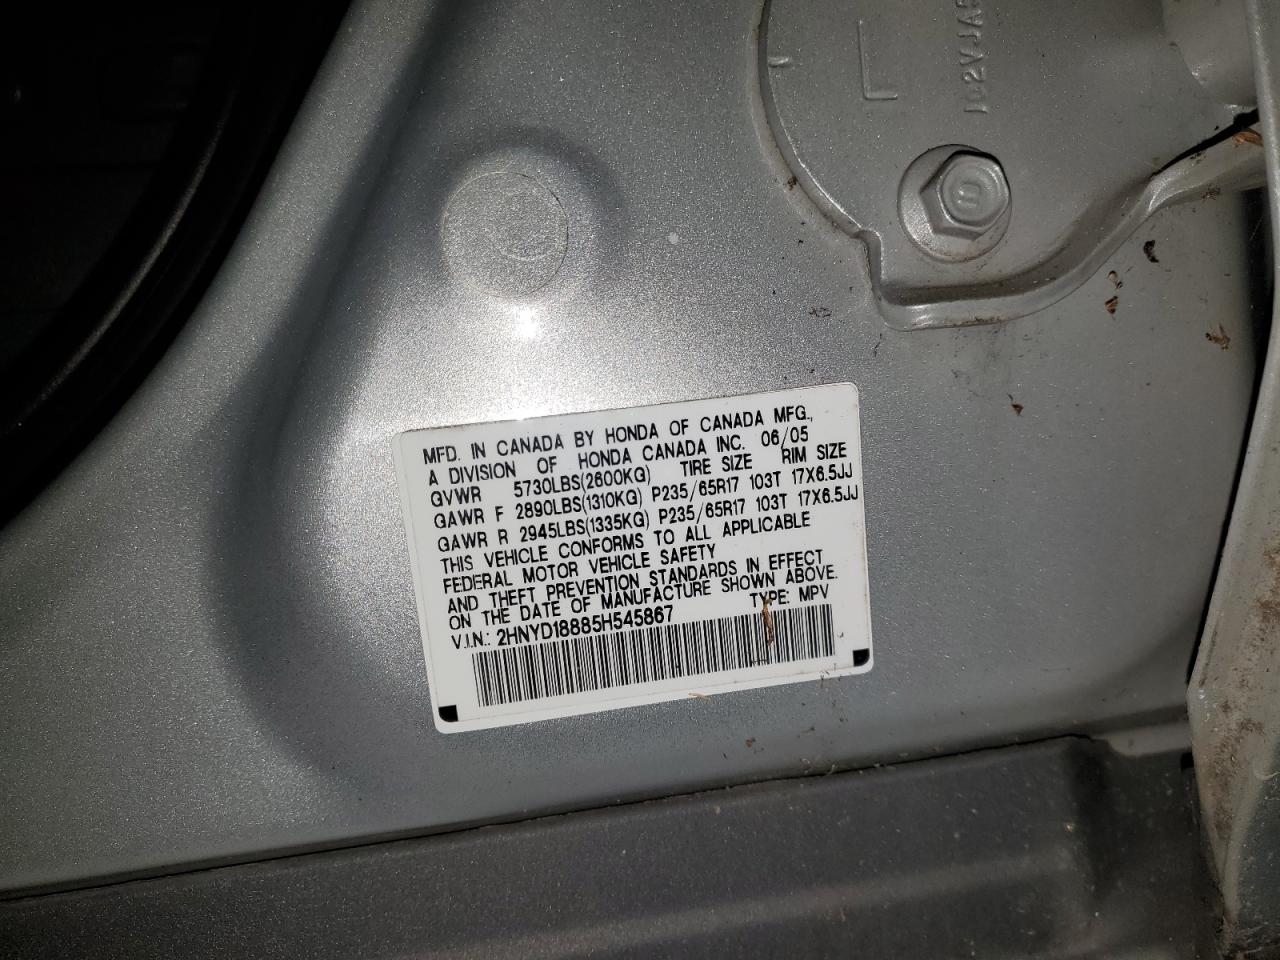 MFD. IN CANADA BY HONDA OF CANADA MFG.,
A DIVISION OF HONDA CANADA INC. 06/05
GVWR 5730LBS(2600KG) TIRE SIZE RIM SIZE
GAWR F 2890LBS(1310KG) P235/65R17 103T 17X6.5JJ
GAWR R 2945LBS(1335KG) P235/65R17 103T 17X6.5JJ
THIS VEHICLE CONFORMS TO ALL APPLICABLE
FEDERAL MOTOR VEHICLE SAFETY
AND THEFT PREVENTION STANDARDS IN EFFECT
ON THE DATE OF MANUFACTURE SHOWN ABOVE.
V.I.N.: 2HNYD18885H545867 TYPE: MPV
L